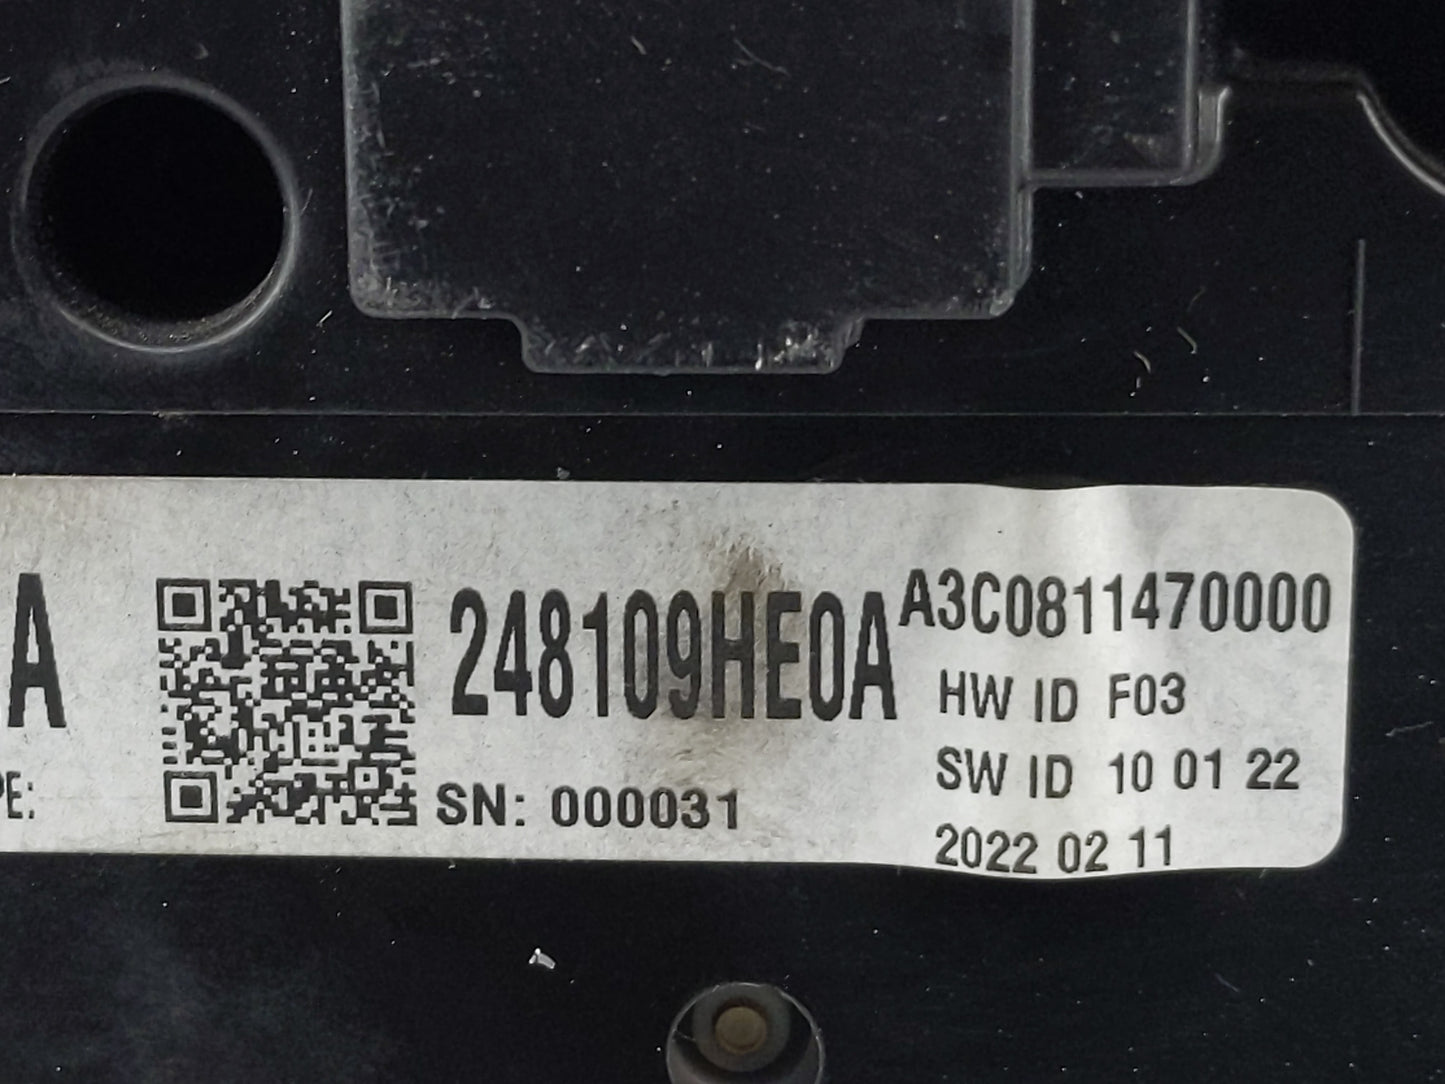 A
PE:
248109HE0A
SN: 000031
A3C0811470000
HW ID F03
SW ID 10 01 22
2022 02 11